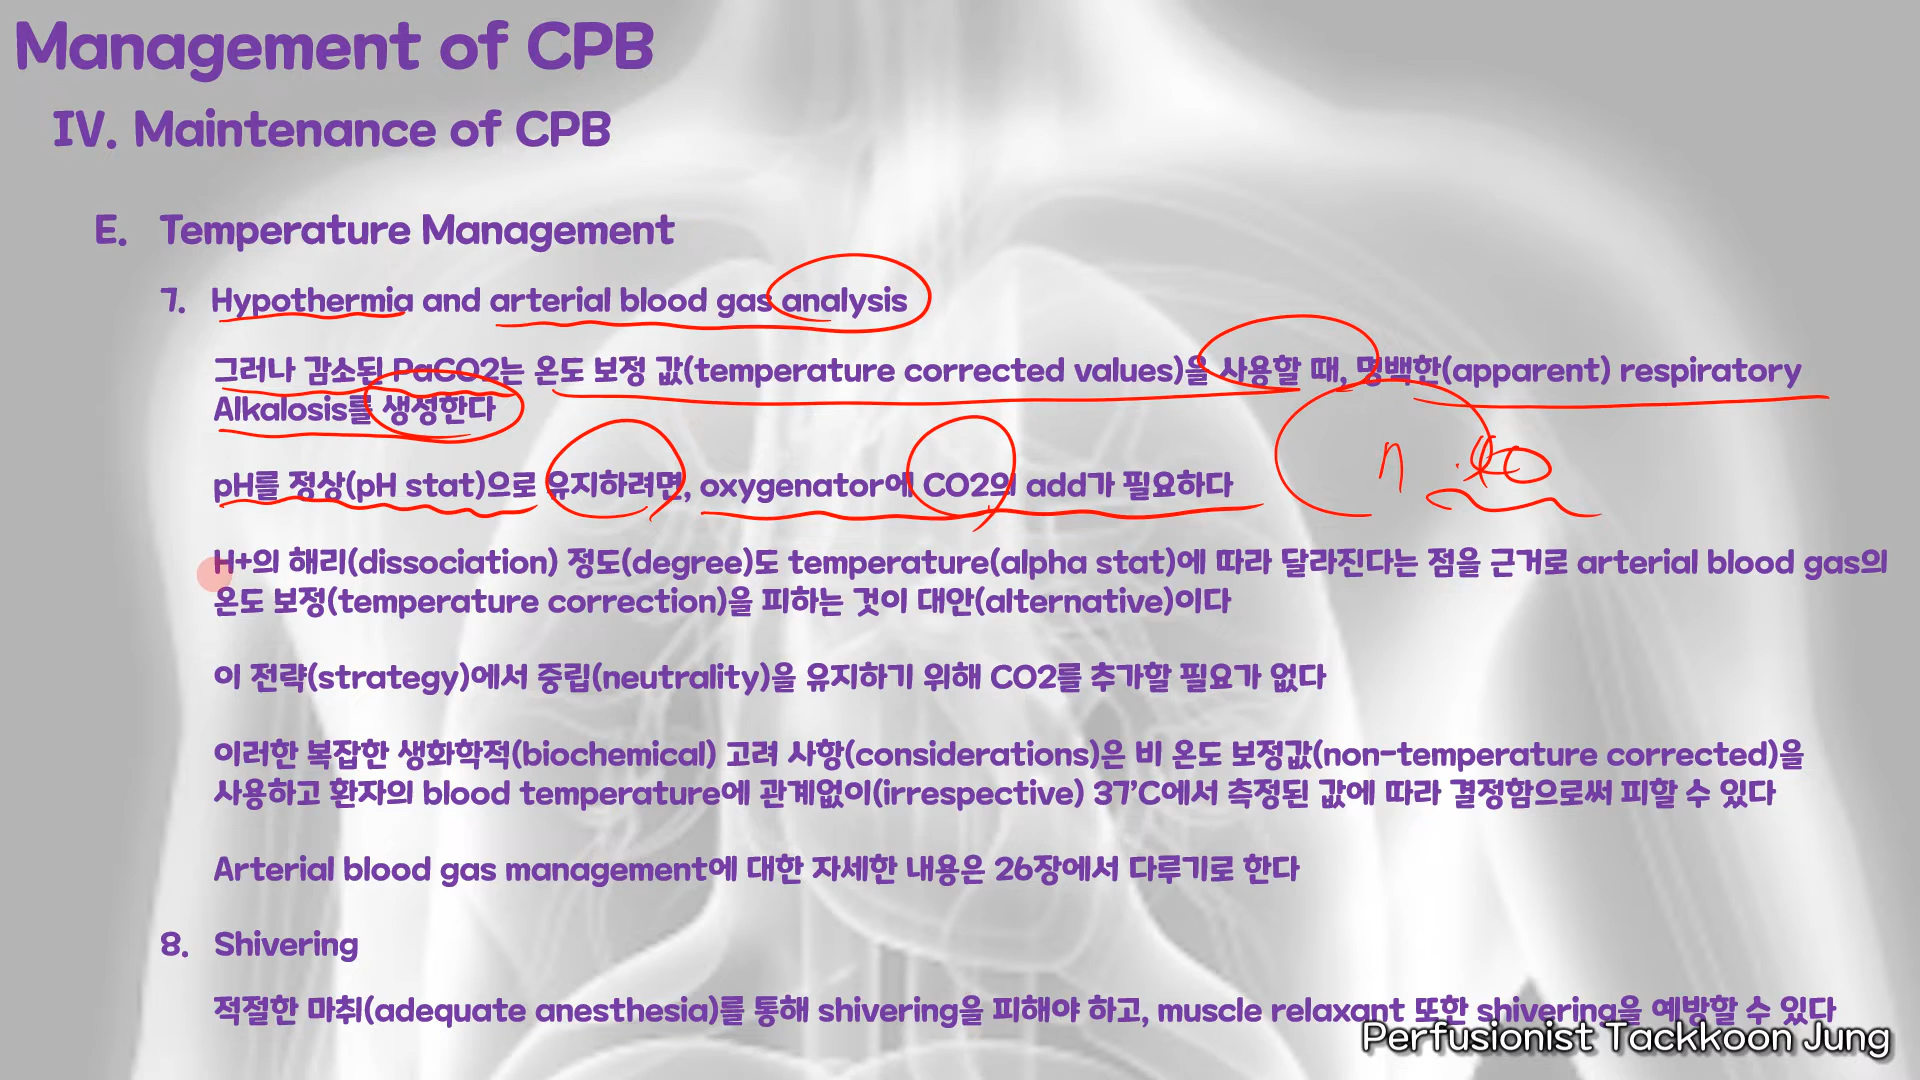 Management of CPB
IV. Maintenance of CPB
E. Temperature Management
7. Hypothermia and arterial blood gas analysis
그러나 감소된 PaCO2는 온도 보정 값(temperature corrected values)을 사용할 때, 명백한(apparent) respiratory
Alkalosis를 생성한다
pH를 정상(pH stat)으로 유지하려면, oxygenator에 CO2의 add가 필요하다
H+의 해리(dissociation) 정도(degree)도 temperature(alpha stat)에 따라 달라진다는 점을 근거로 arterial blood gas의
온도 보정(temperature correction)을 피하는 것이 대안(alternative)이다
이 전략(strategy)에서 중립(neutrality)을 유지하기 위해 CO2를 추가할 필요가 없다
이러한 복잡한 생화학적(biochemical) 고려 사항(considerations)은 비 온도 보정값(non-temperature corrected)을
사용하고 환자의 blood temperature에 관계없이(irrespective) 37'C에서 측정된 값에 따라 결정함으로써 피할 수 있다
Arterial blood gas management에 대한 자세한 내용은 26장에서 다루기로 한다
8. Shivering
적절한 마취(adequate anesthesia)를 통해 shivering을 피해야 하고, muscle relaxant 또한 shivering을 예방할 수 있다
Perfusionist Tackkoon Jung